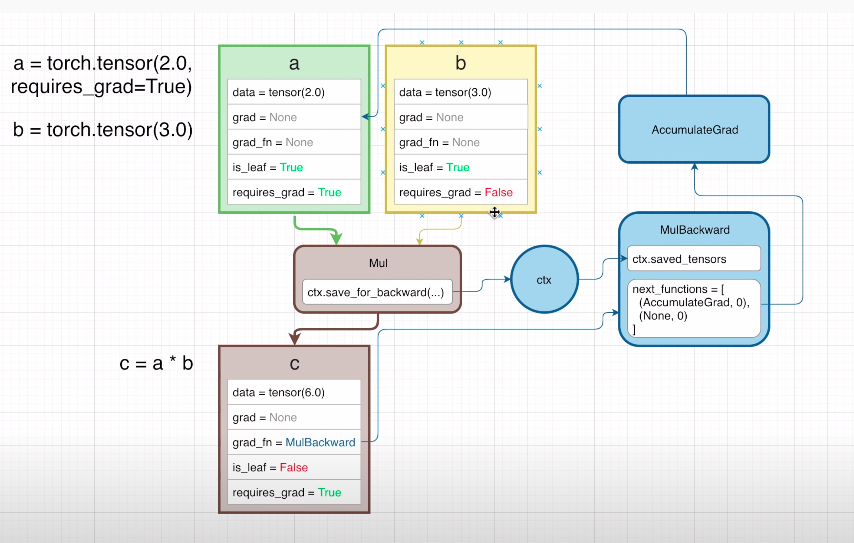 a = torch.tensor(2.0,
requires_grad=True)
b = torch.tensor(3.0)
a
data = tensor(2.0)
grad = None
grad_fn = None
is_leaf = True
requires_grad = True
b
data = tensor(3.0)
grad = None
grad_fn = None
is_leaf = True
requires_grad = False
AccumulateGrad
Mul
ctx.save_for_backward(...)
ctx
MulBackward
ctx.saved_tensors
next_functions = [
(AccumulateGrad, 0),
(None, 0)
]
c = a * b
c
data = tensor(6.0)
grad = None
grad_fn = MulBackward
is_leaf = False
requires_grad = True